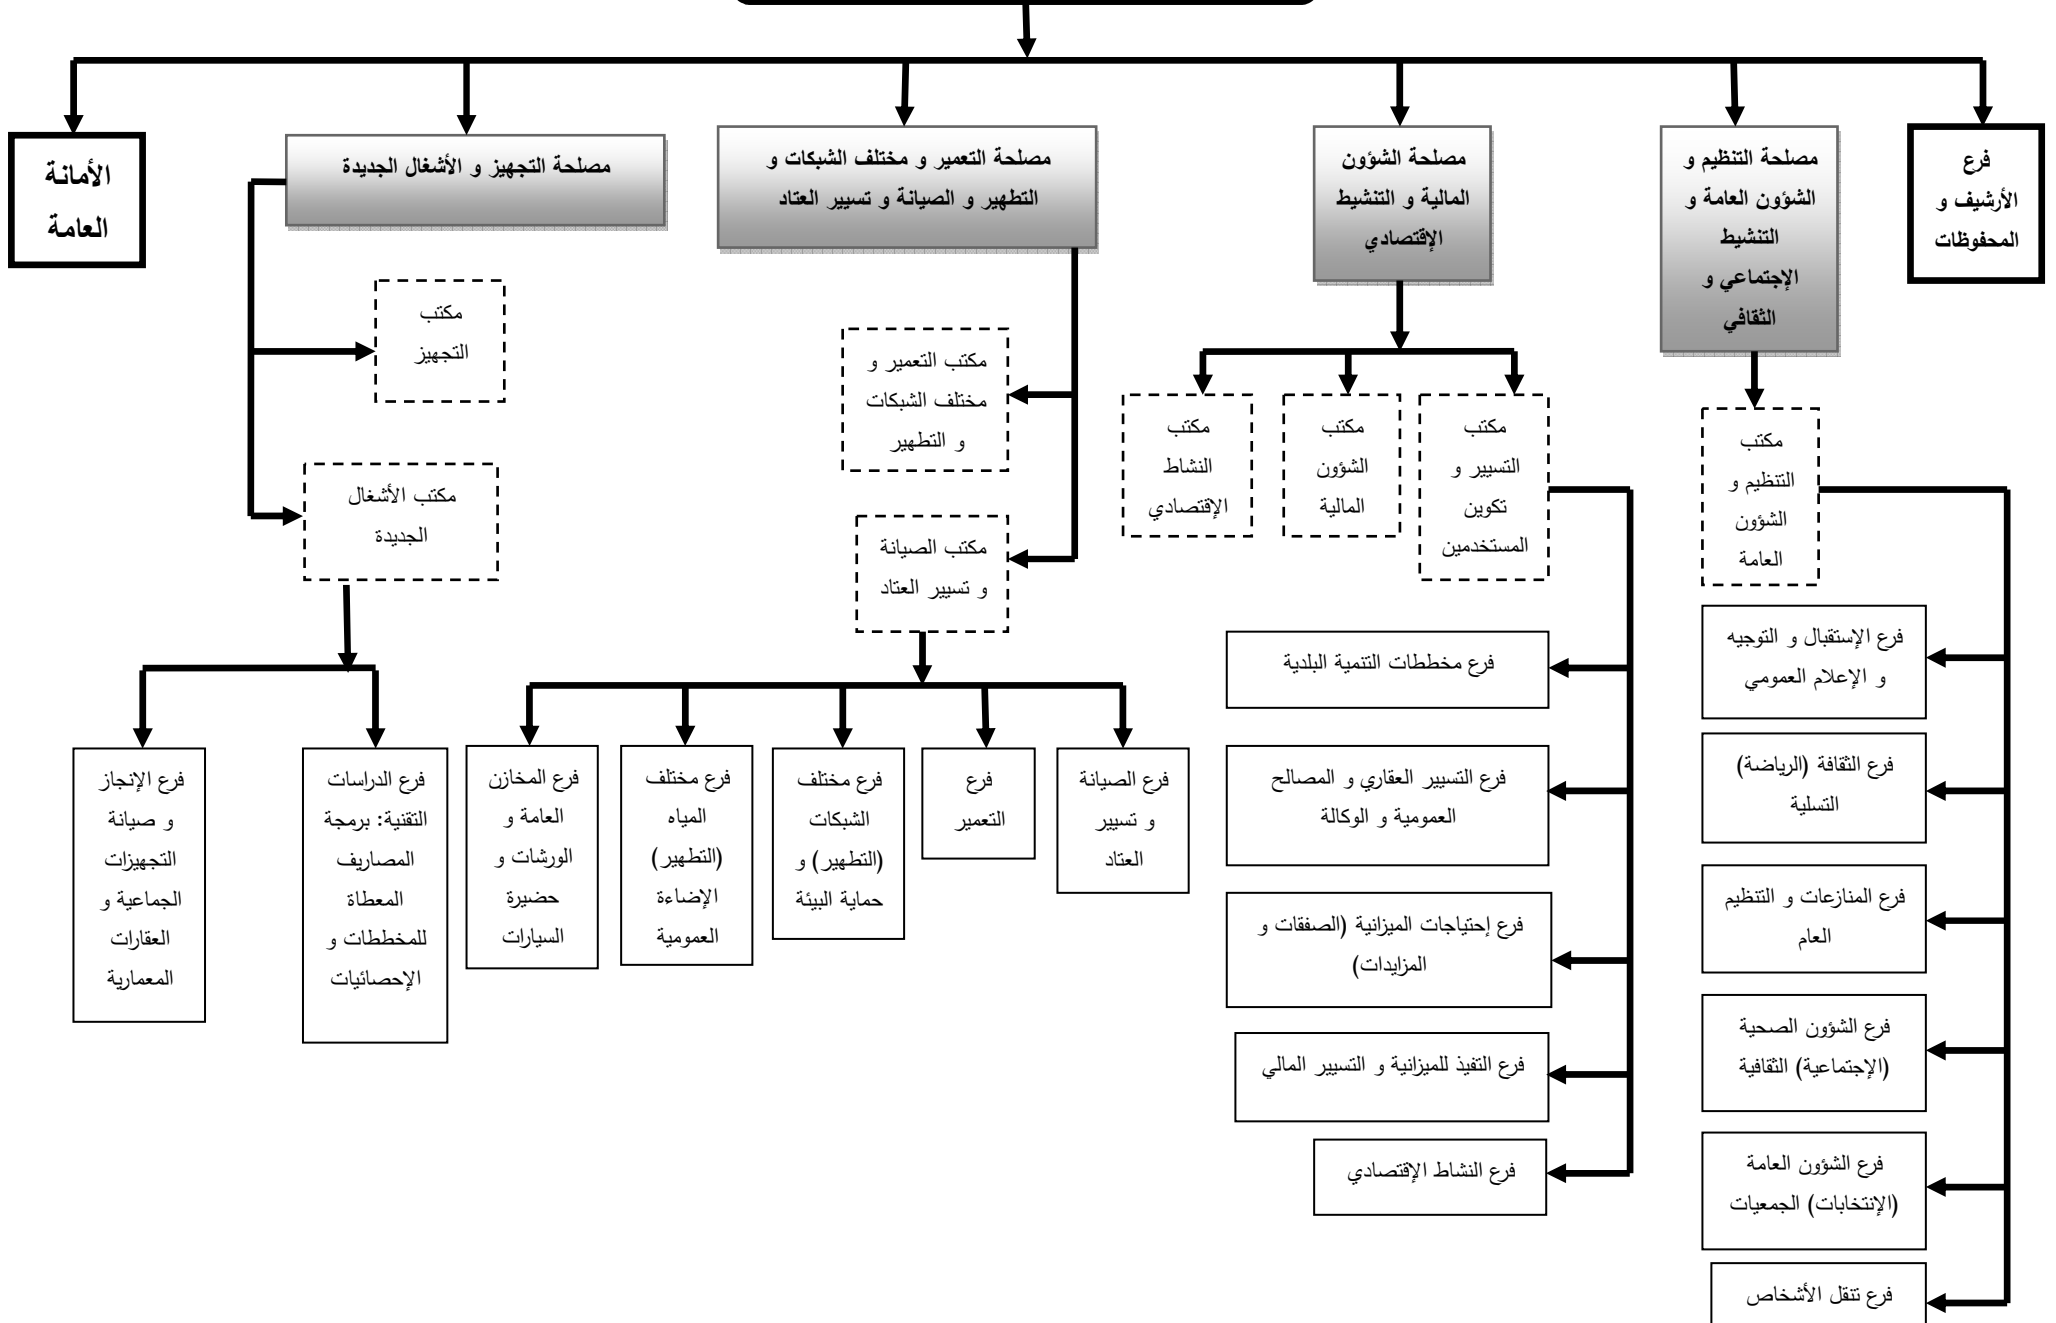 فرع
الأرشيف و
المحفوظات
مصلحة التنظيم و
الشؤون العامة و
التنشيط
الإجتماعي و
الثقافي
مصلحة الشؤون
المالية و التنشيط
الإقتصادي
مصلحة التعمير و مختلف الشبكات و
التطهير و الصيانة و تسيير العتاد
مصلحة التجهيز و الأشغال الجديدة
الأمانة
العامة
مكتب
التنظيم و
الشؤون
العامة
مكتب
التسيير و
تكوين
المستخدمين
مكتب
الشؤون
المالية
مكتب
النشاط
الإقتصادي
مكتب التعمير و
مختلف الشبكات
و التطهير
مكتب الصيانة
و تسيير العتاد
مكتب
التجهيز
مكتب الأشغال
الجديدة
فرع الإستقبال و التوجيه
و الإعلام العمومي
فرع الثقافة (الرياضة)
التسلية
فرع المنازعات و التنظيم
العام
فرع الشؤون الصحية
(الإجتماعية) الثقافية
فرع الشؤون العامة
(الإنتخابات) الجمعيات
فرع تنقل الأشخاص
فرع مخططات التنمية البلدية
فرع التسيير العقاري و المصالح
العمومية و الوكالة
فرع إحتياجات الميزانية (الصفقات و
المزايدات)
فرع التفيذ للميزانية و التسيير المالي
فرع النشاط الإقتصادي
فرع الصيانة
و تسيير
العتاد
فرع
التعمير
فرع مختلف
الشبكات
(التطهير) و
حماية البيئة
فرع مختلف
المياه
(التطهير)
الإضاءة
العمومية
فرع المخازن
العامة و
الورشات و
حضيرة
السيارات
فرع الدراسات
التقنية: برمجة
المصاريف
المعطاة
للمخططات و
الإحصائيات
فرع الإنجاز
و صيانة
التجهيزات
الجماعية و
العقارات
المعمارية